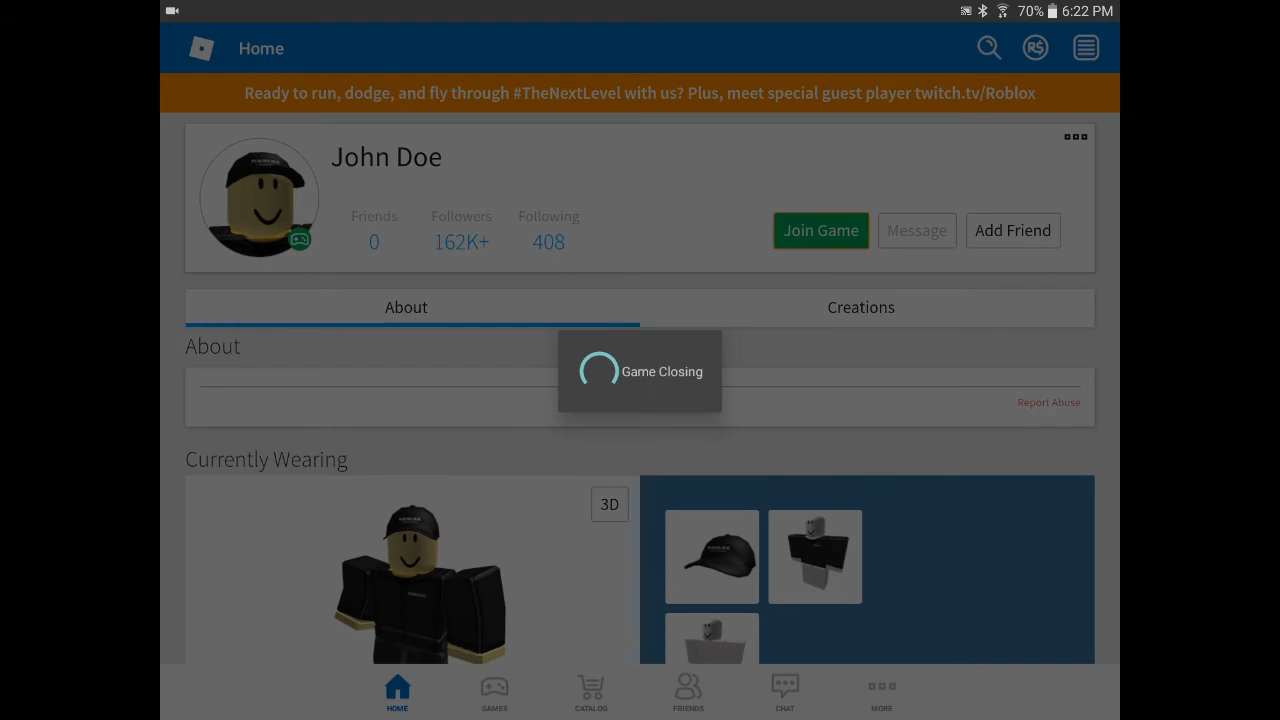 70% 6:22 PM
Home
R$
Ready to run, dodge, and fly through #TheNextLevel with us? Plus, meet special guest player twitch.tv/Roblox
John Doe
Friends Followers Following
0 162K+ 408
Join Game Message Add Friend
About Creations
About
Game Closing
Report Abuse
Currently Wearing
3D
HOME GAMES CATALOG FRIENDS CHAT MORE